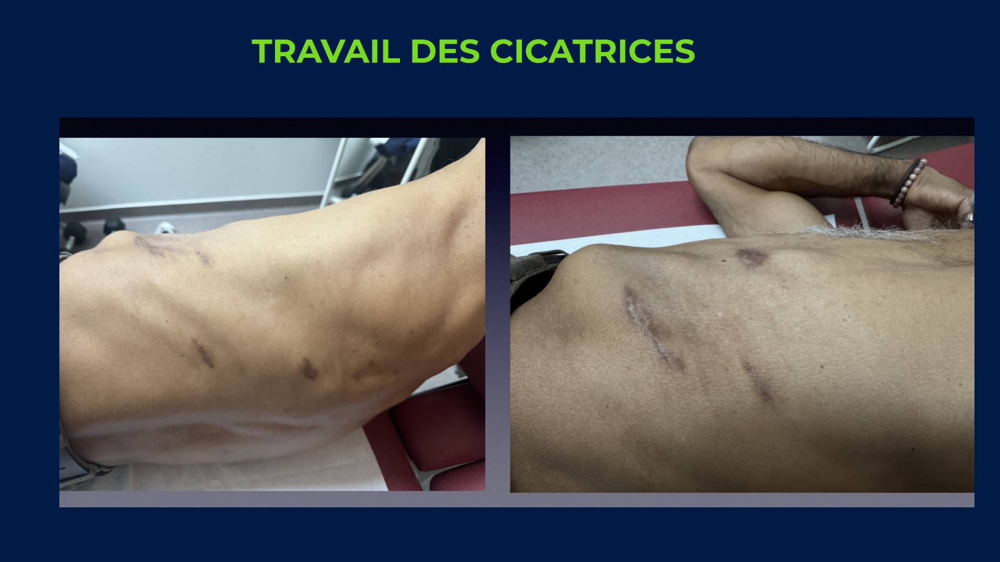 TRAVAIL DES CICATRICES